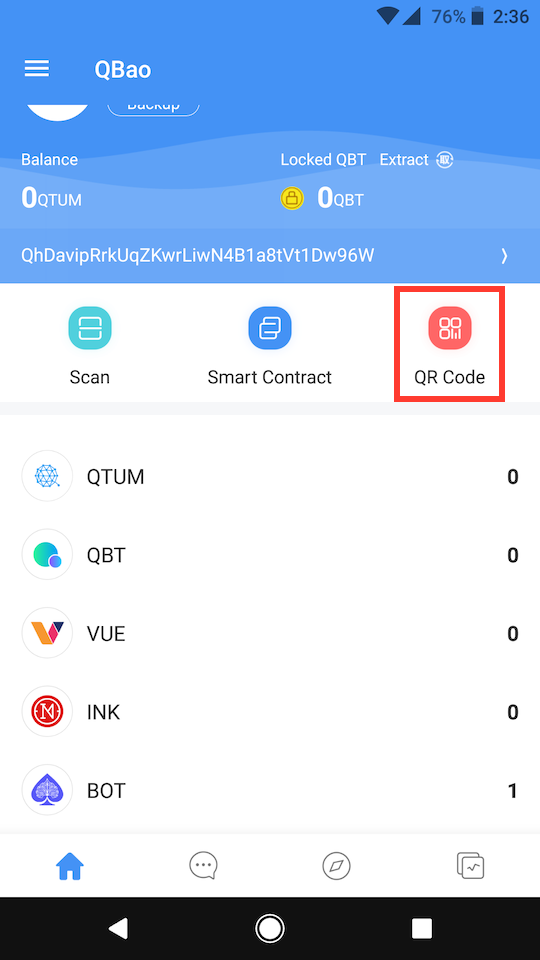 76% 2:36
QBao
Backup
Balance
Locked QBT Extract
0QTUM
0QBT
QhDavipRrkUqZKwrLiwN4B1a8tVt1Dw96W
Scan
Smart Contract
QR Code
QTUM 0
QBT 0
VUE 0
INK 0
BOT 1